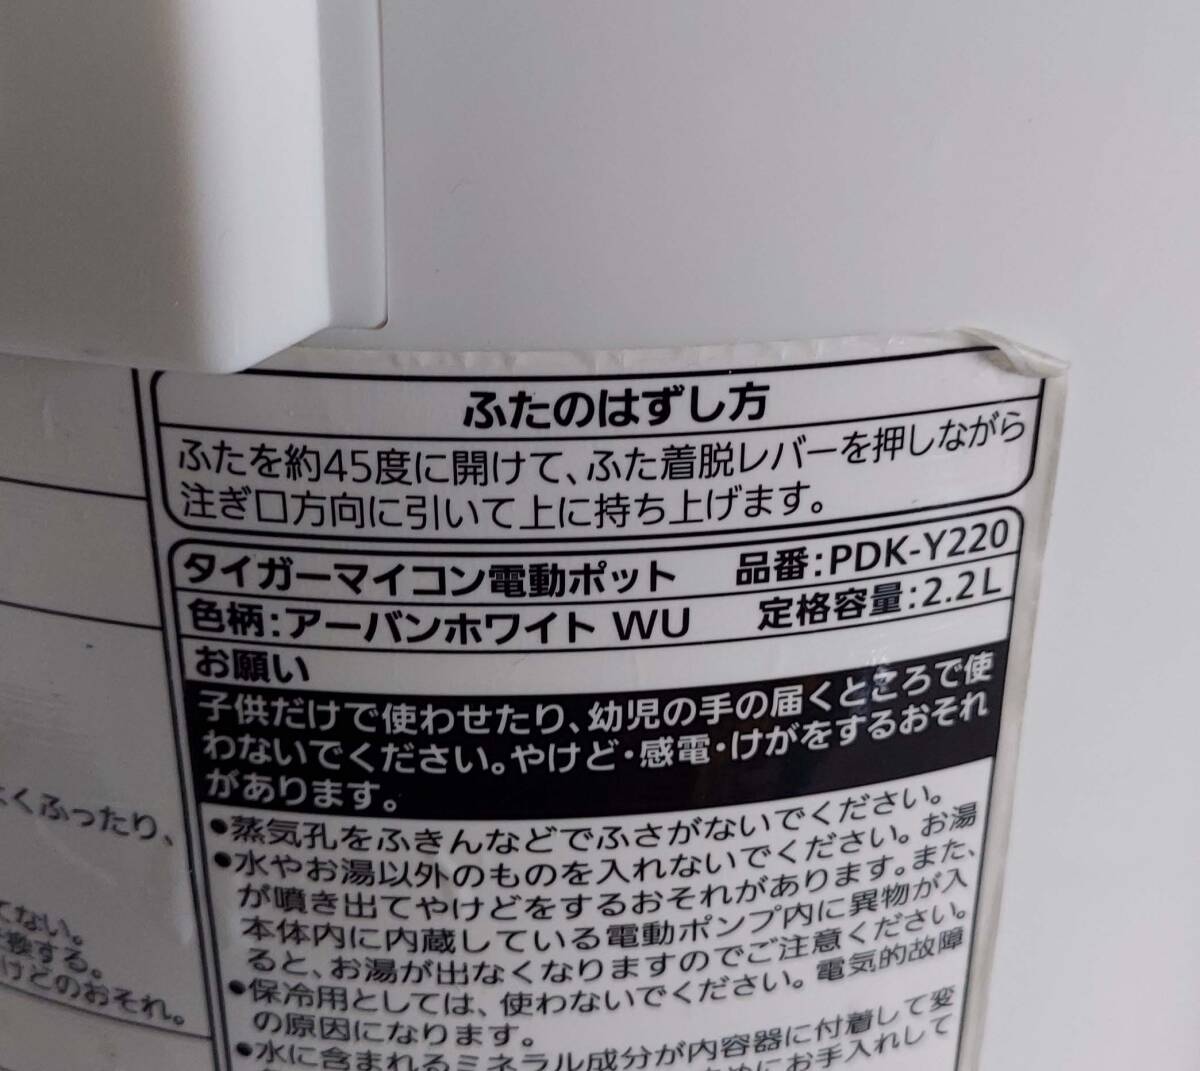 ふたのはずし方
ふたを約45度に開けて、ふた着脱レバーを押しながら
注ぎ口方向に引いて上に持ち上げます。
タイガーマイコン電動ポット 品番:PDK-Y220
色柄:アーバンホワイト WU 定格容量:2.2L
お願い
子供だけで使わせたり、幼児の手の届くところで使
わないでください。やけど・感電・けがをするおそれ
があります。
●蒸気孔をふきんなどでふさがないでください。
●水やお湯以外のものを入れないでください。お湯
が噴き出てやけどをするおそれがあります。また、
本体内に内蔵している電動ポンプ内に異物が入
ると、お湯が出なくなりますのでご注意ください。
●保冷用としては、使わないでください。電気的故障
の原因になります。
●水に含まれるミネラル成分が内容器に付着して変
めにお手入れして
くふったり、
てない。
換する。
けどのおそれ。